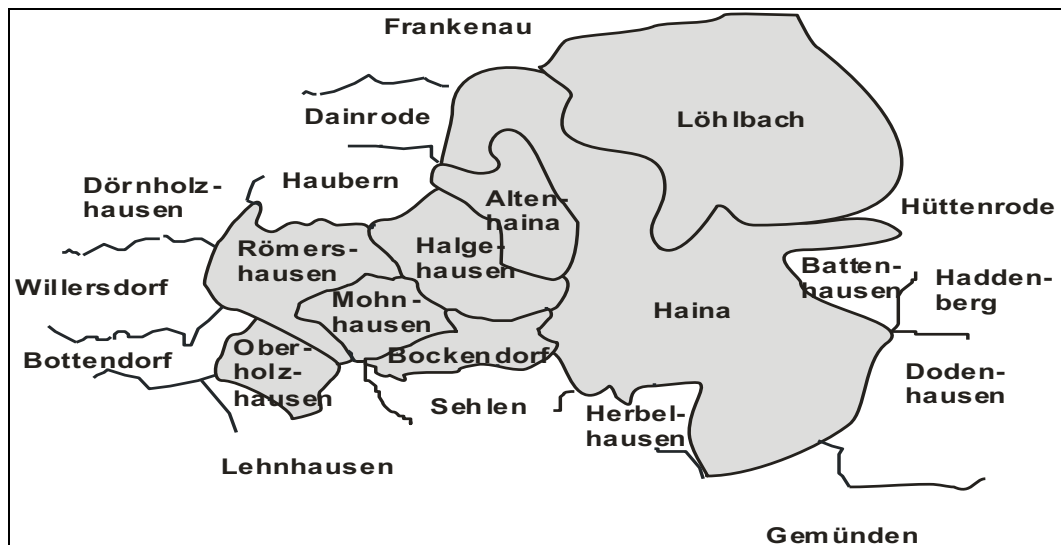 Frankenau
Dainrode
Löhlbach
Dörnholz-
hausen
Haubern
Alten-
haina
Hüttenrode
Römers-
hausen
Halge-
hausen
Willersdorf
Mohn-
hausen
Haina
Batten-
hausen
Hadden-
berg
Bottendorf
Ober-
holz-
hausen
Bockendorf
Doden-
hausen
Sehlen
Herbel-
hausen
Lehnhausen
Gemünden